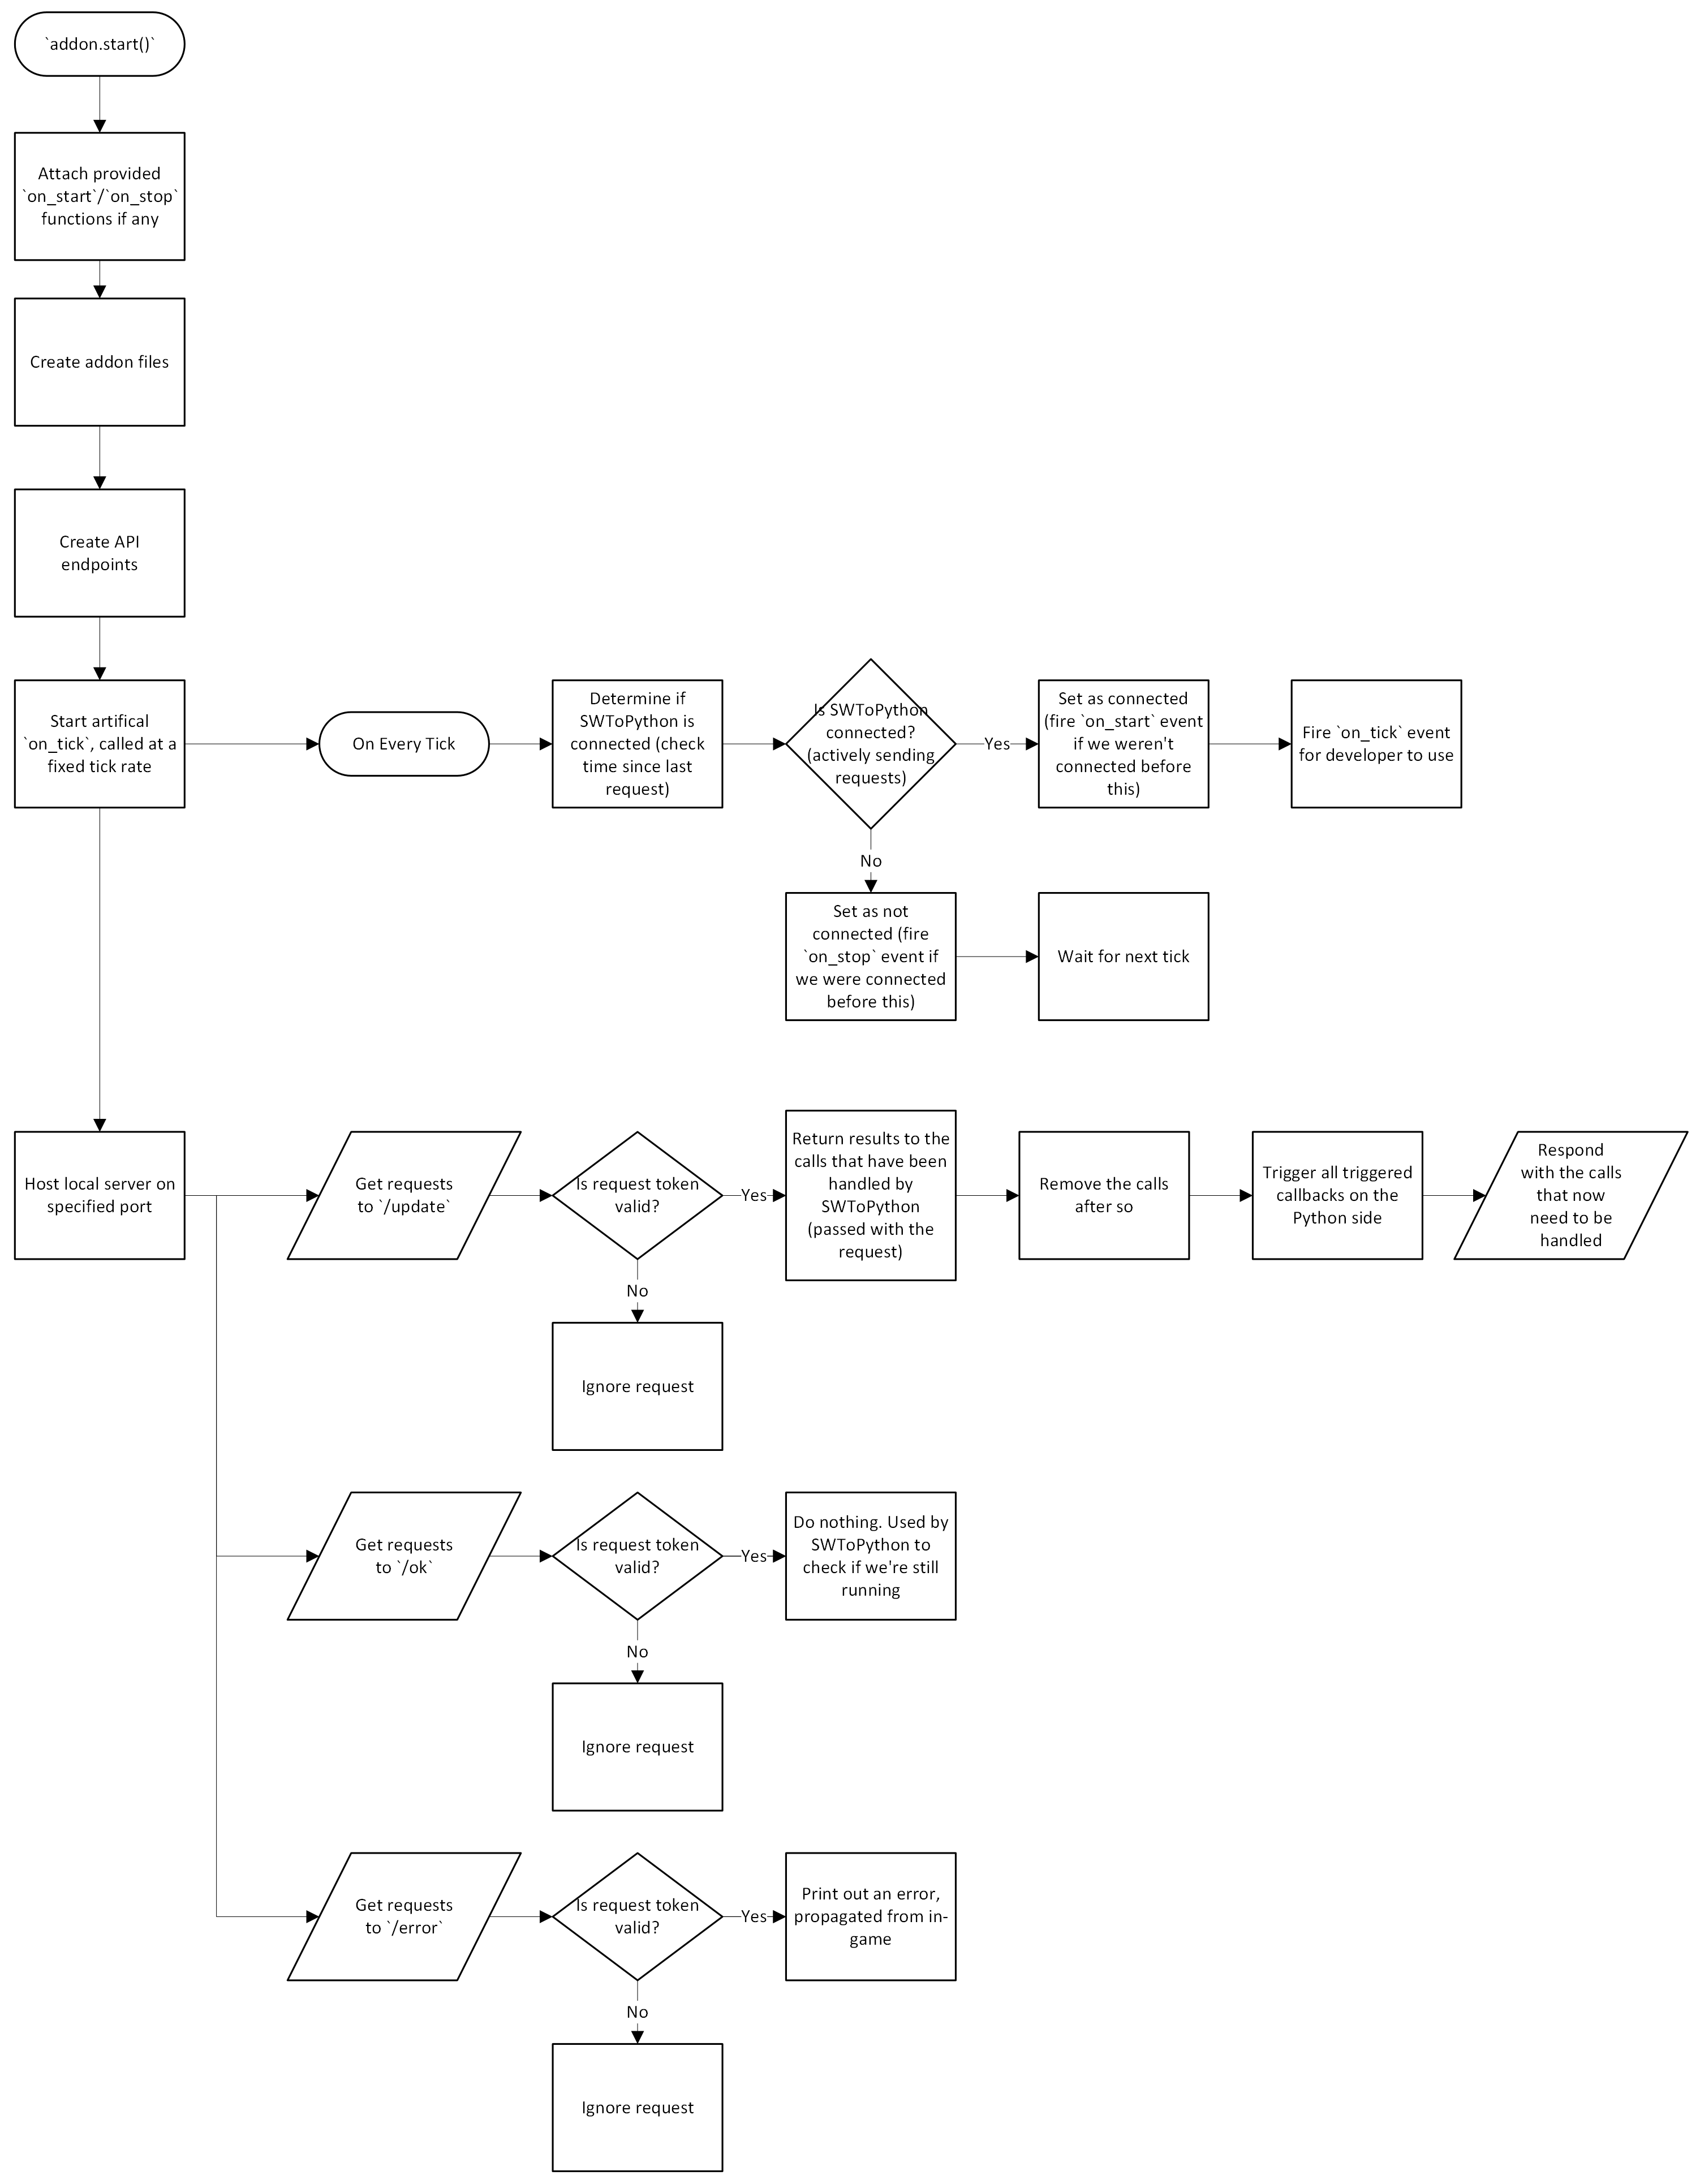 `addon.start()`
Attach provided
`on_start`/`on_stop`
functions if any
Create addon files
Create API
endpoints
Start artifical
`on_tick`, called at a
fixed tick rate
On Every Tick
Determine if
SWToPython is
connected (check
time since last
request)
Is SWToPython
connected?
(actively sending
requests)
Yes
Set as connected
(fire `on_start` event
if we weren't
connected before
this)
Fire `on_tick` event
for developer to use
No
Set as not
connected (fire
`on_stop` event if
we were connected
before this)
Wait for next tick
Host local server on
specified port
Get requests
to `/update`
Is request token
valid?
Yes
Return results to the
calls that have been
handled by
SWToPython
(passed with the
request)
Remove the calls
after so
Trigger all triggered
callbacks on the
Python side
Respond
with the calls
that now
need to be
handled
No
Ignore request
Get requests
to `/ok`
Is request token
valid?
Yes
Do nothing. Used by
SWToPython to
check if we're still
running
No
Ignore request
Get requests
to `/error`
Is request token
valid?
Yes
Print out an error,
propagated from in-
game
No
Ignore request